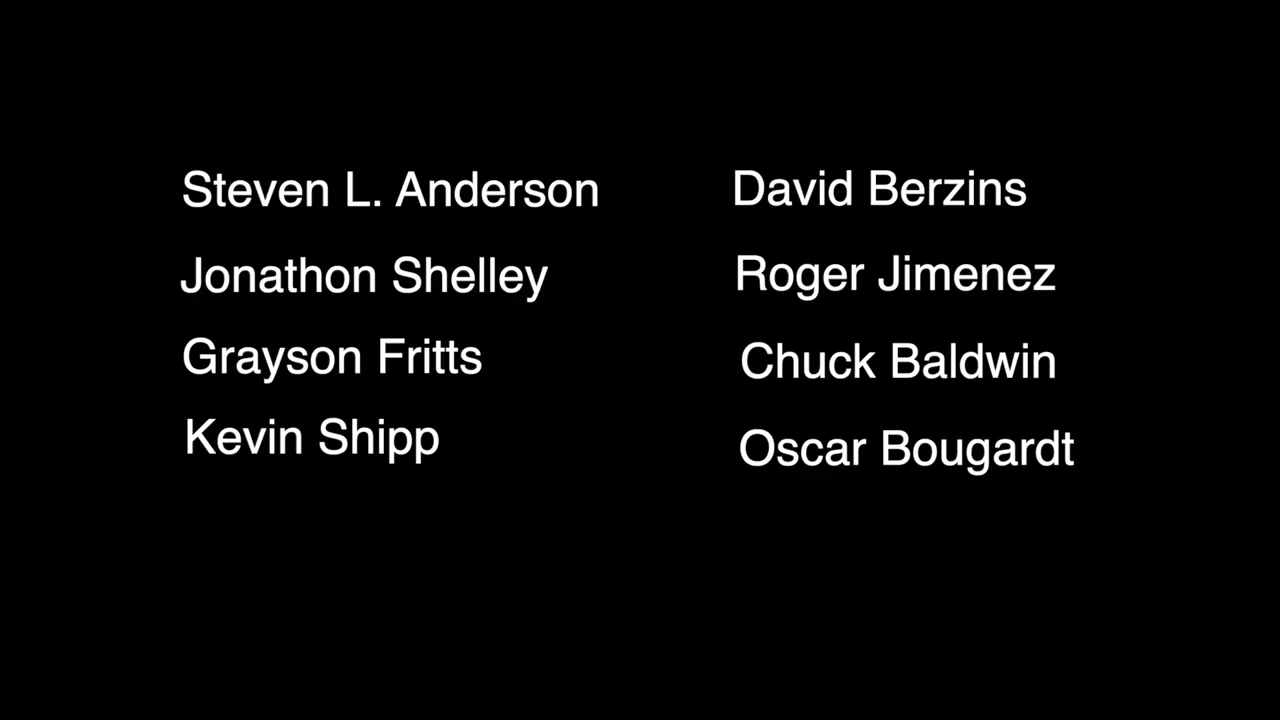 Steven L. Anderson
Jonathon Shelley
Grayson Fritts
Kevin Shipp
David Berzins
Roger Jimenez
Chuck Baldwin
Oscar Bougardt